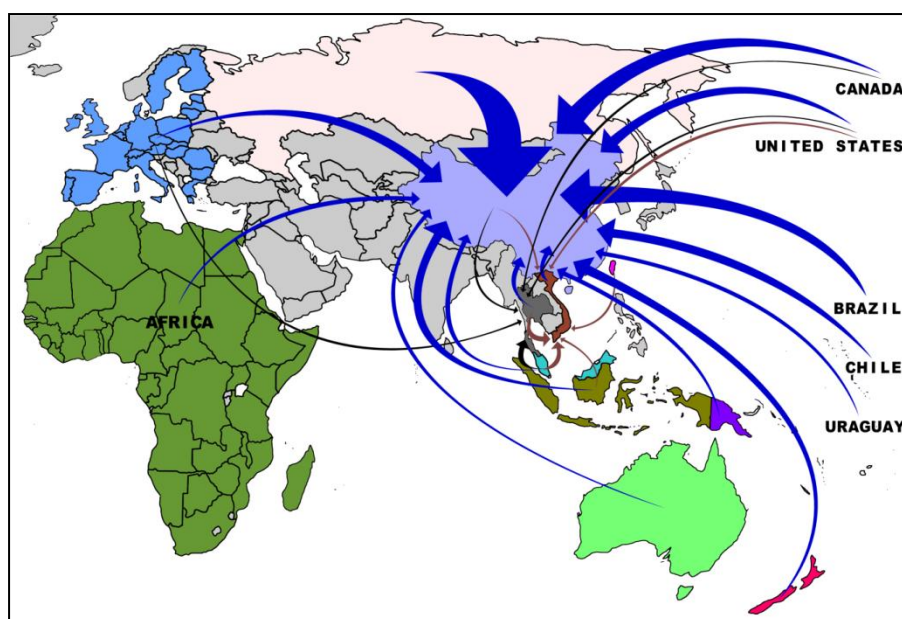 CANADA
UNITED STATES
BRAZIL
AFRICA
CHILE
URAGUAY